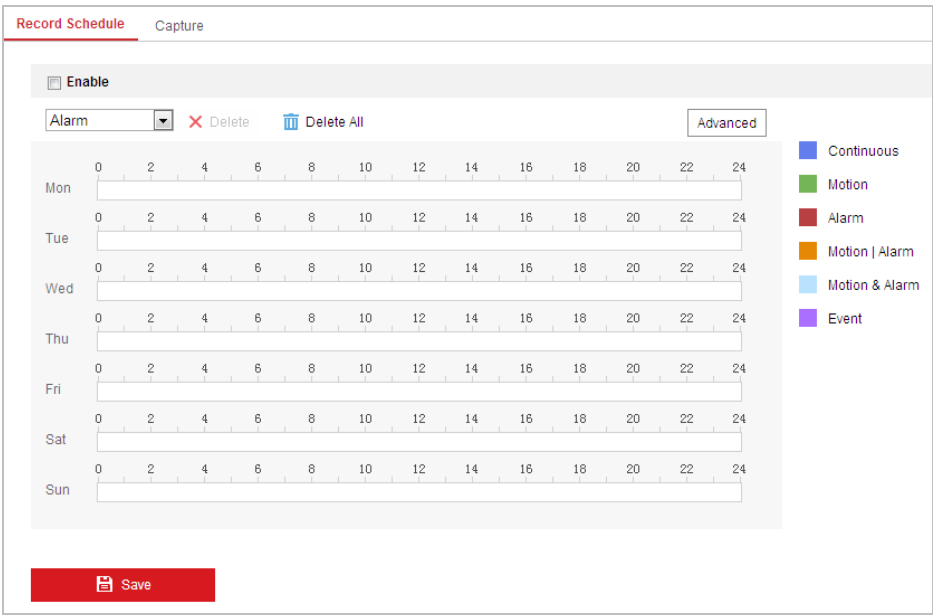 Record Schedule Capture
Enable
Alarm Delete Delete All Advanced
Continuous
0 2 4 6 8 10 12 14 16 18 20 22 24
Mon
Motion
0 2 4 6 8 10 12 14 16 18 20 22 24
Tue
Alarm
Motion | Alarm
0 2 4 6 8 10 12 14 16 18 20 22 24
Wed
Motion & Alarm
0 2 4 6 8 10 12 14 16 18 20 22 24
Thu
Event
0 2 4 6 8 10 12 14 16 18 20 22 24
Fri
0 2 4 6 8 10 12 14 16 18 20 22 24
Sat
0 2 4 6 8 10 12 14 16 18 20 22 24
Sun
Save